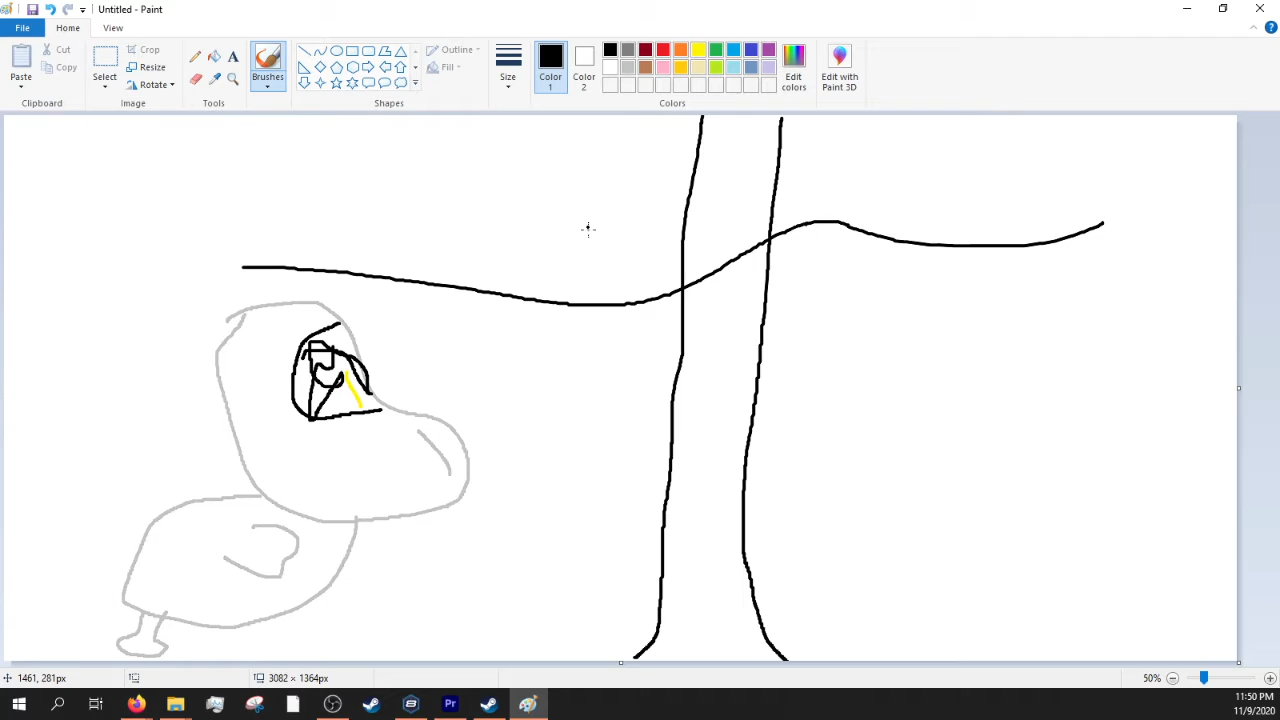 Untitled - Paint
File Home View
Paste Cut Copy Select Crop Resize Rotate A Brushes Outline Fill Size Color 1 Color 2 Edit colors Edit with Paint 3D
Clipboard Image Tools Shapes Colors
1461, 281px 3082 × 1364px 50%
Pr 11:50 PM
11/9/2020